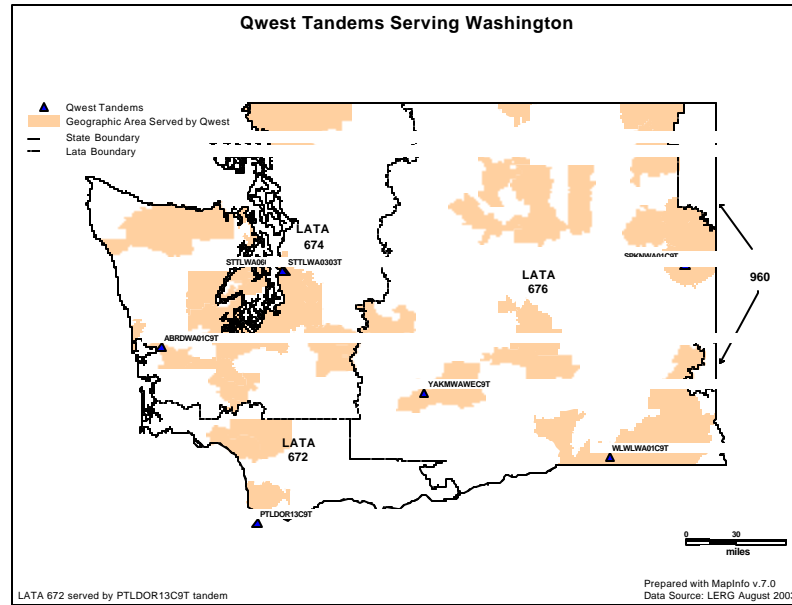 Qwest Tandems Serving Washington
Qwest Tandems
Geographic Area Served by Qwest
State Boundary
Lata Boundary
LATA
674
STTLWA06
STTLWA0303T
SPKNWA01C9T
LATA
676
960
ABRDWA01C9T
YAKMWAWEC9T
LATA
672
WLWLWA01C9T
PTLDOR13C9T
0 30
miles
LATA 672 served by PTLDOR13C9T tandem
Prepared with MapInfo v.7.0
Data Source: LERG August 2003